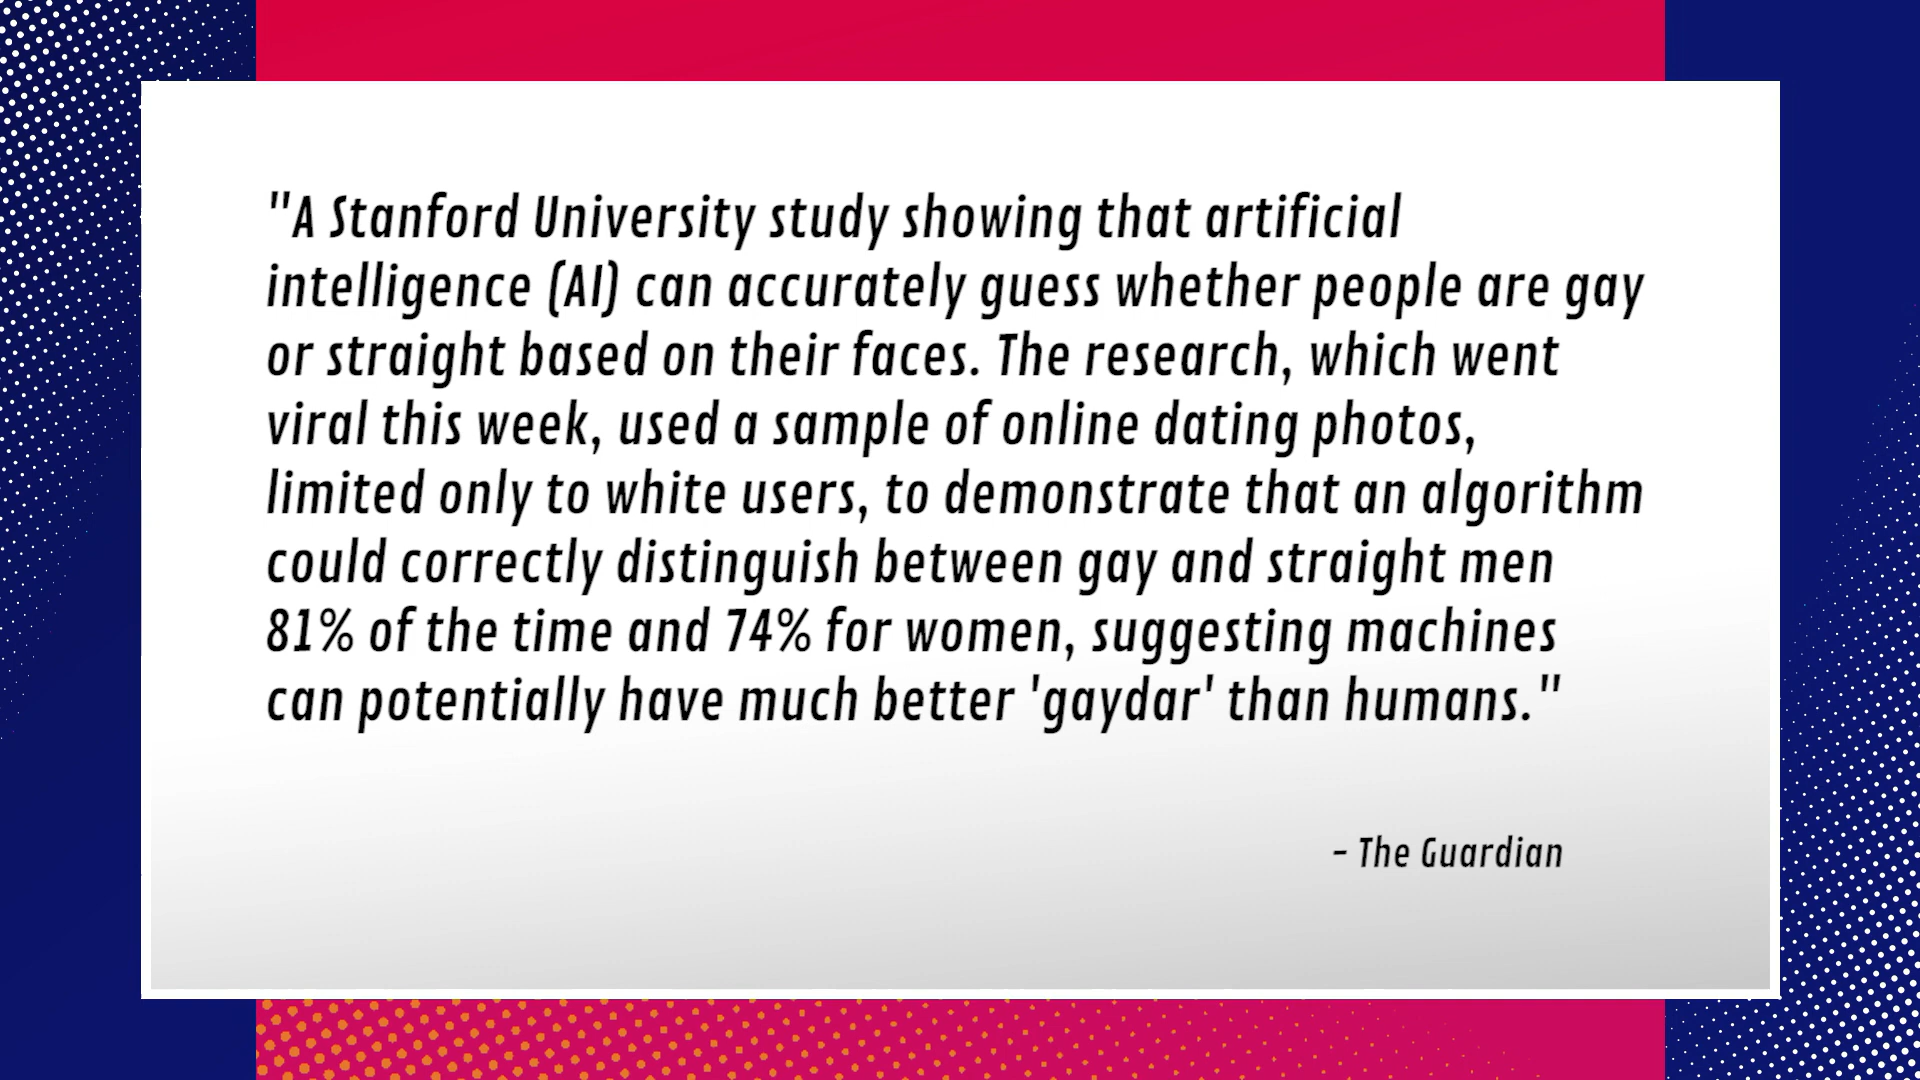 "A Stanford University study showing that artificial
intelligence (AI) can accurately guess whether people are gay
or straight based on their faces. The research, which went
viral this week, used a sample of online dating photos,
limited only to white users, to demonstrate that an algorithm
could correctly distinguish between gay and straight men
81% of the time and 74% for women, suggesting machines
can potentially have much better 'gaydar' than humans."
- The Guardian